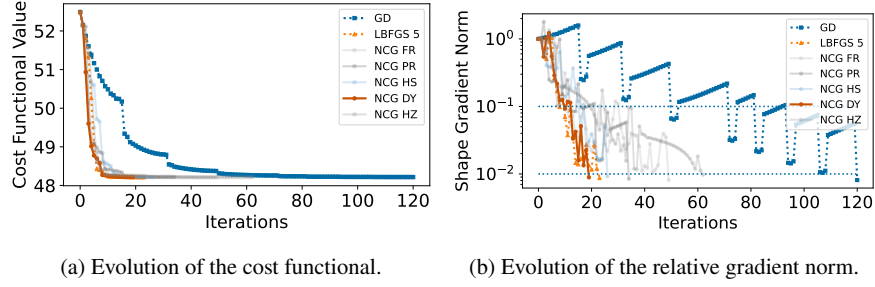 52
51
50
49
48
0
20
40
60
80
100
120
Cost Functional Value
Iterations
GD
LBFGS 5
NCG FR
NCG PR
NCG HS
NCG DY
NCG HZ
10⁰
10⁻¹
10⁻²
0
20
40
60
80
100
120
Shape Gradient Norm
Iterations
GD
LBFGS 5
NCG FR
NCG PR
NCG HS
NCG DY
NCG HZ
(a) Evolution of the cost functional.
(b) Evolution of the relative gradient norm.